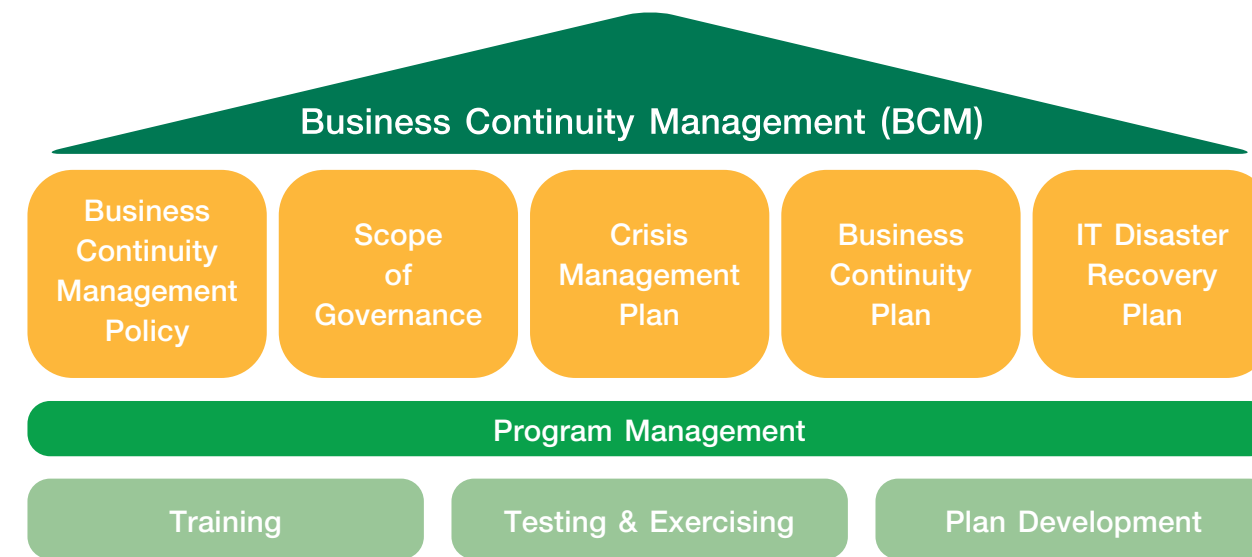 Business Continuity Management (BCM)
Business
Continuity
Management
Policy
Scope
of
Governance
Crisis
Management
Plan
Business
Continuity
Plan
IT Disaster
Recovery
Plan
Program Management
Training
Testing & Exercising
Plan Development